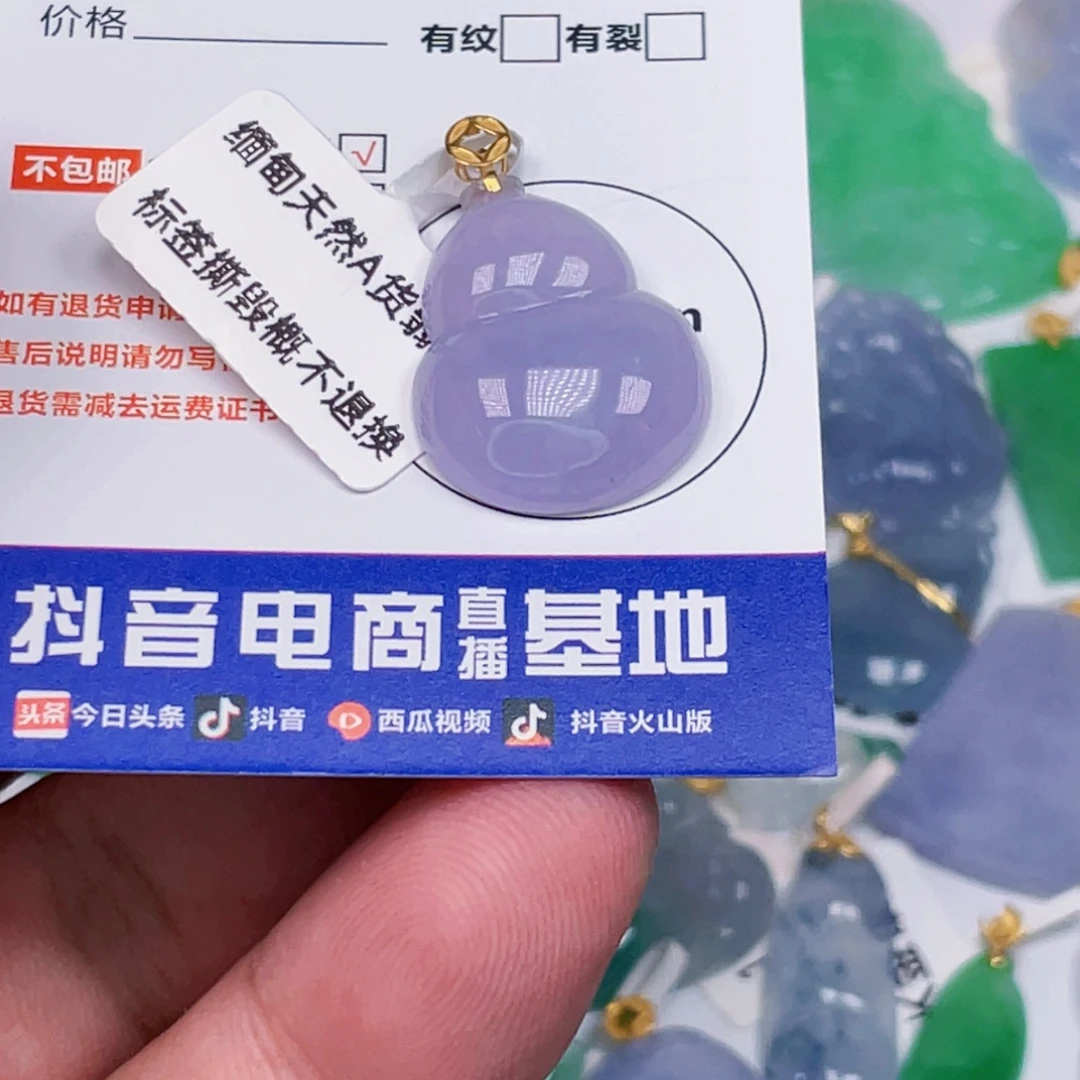 价格
有纹 有裂
不包邮
缅甸天然A货翡
标签撕毁概不退换
如有退货申请
售后说明请勿写
退货需减去运费证书
抖音电商直播基地
头条 今日头条 抖音 西瓜视频 抖音火山版